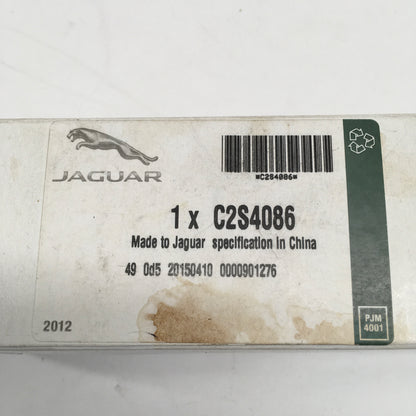 JAGUAR
*C2S4086*
1 x C2S4086
Made to Jaguar specification in China
49 0d5 20150410 0000901276
2012
PJM
4001